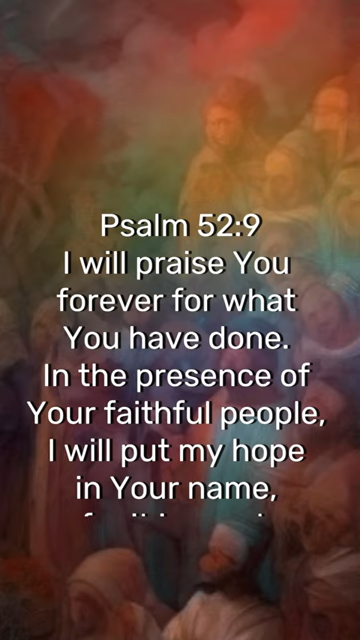 Psalm 52:9
I will praise You
forever for what
You have done.
In the presence of
Your faithful people,
I will put my hope
in Your name,